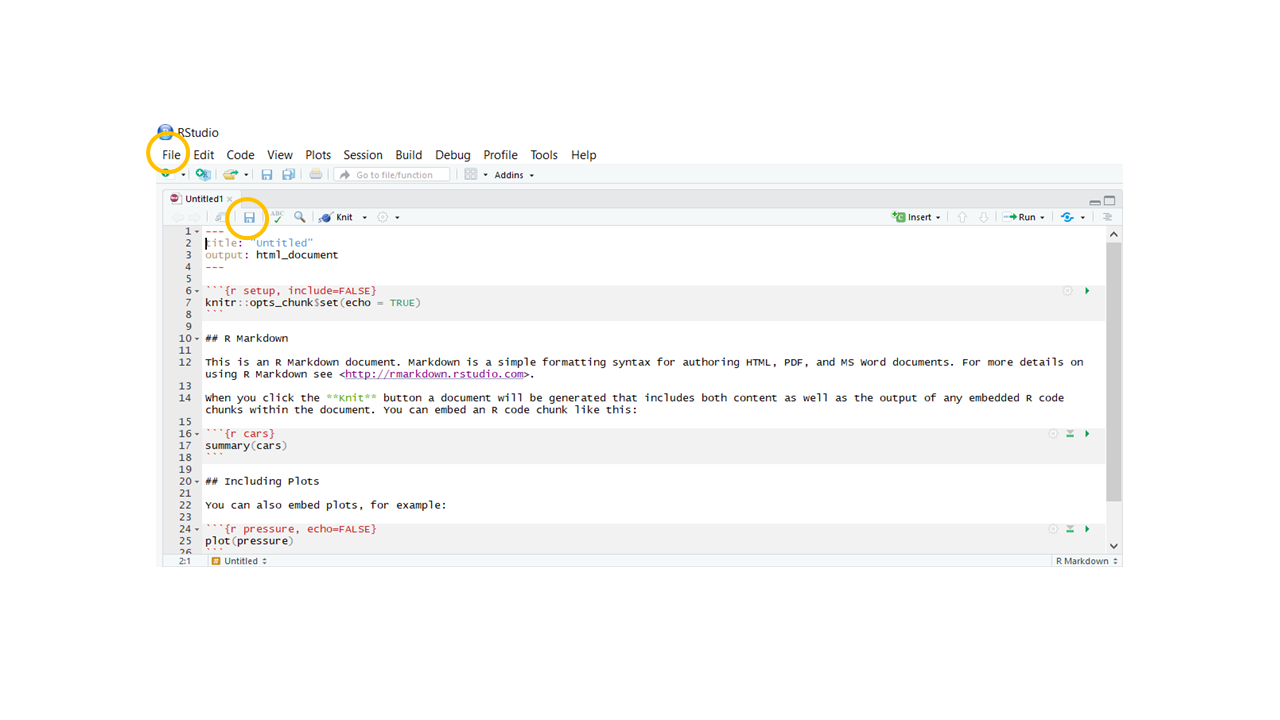 RStudio
File Edit Code View Plots Session Build Debug Profile Tools Help
Go to file/function Addins
Untitled1
ABC Knit Insert Run
1 ---
2 title: "Untitled"
3 output: html_document
4 ---
5
6 ```{r setup, include=FALSE}
7 knitr::opts_chunk$set(echo = TRUE)
8 ```
9
10 ## R Markdown
11
12 This is an R Markdown document. Markdown is a simple formatting syntax for authoring HTML, PDF, and MS Word documents. For more details on
using R Markdown see <http://rmarkdown.rstudio.com>.
13
14 When you click the **Knit** button a document will be generated that includes both content as well as the output of any embedded R code
chunks within the document. You can embed an R code chunk like this:
15
16 ```{r cars}
17 summary(cars)
18 ```
19
20 ## Including Plots
21
22 You can also embed plots, for example:
23
24 ```{r pressure, echo=FALSE}
25 plot(pressure)
26 ```
2:1 # Untitled R Markdown